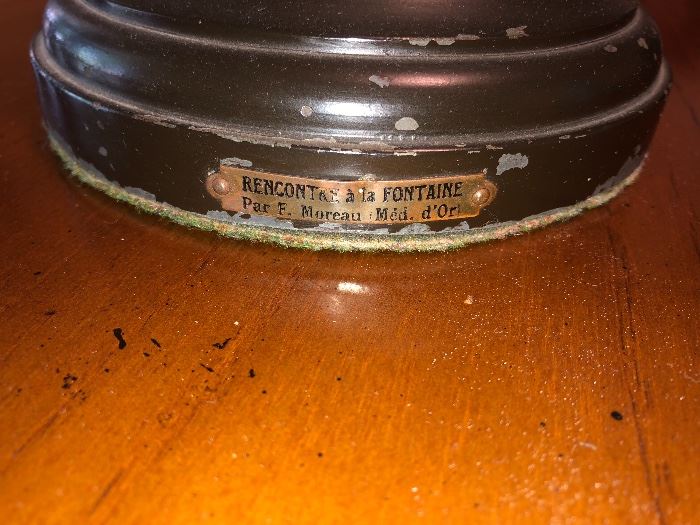 RENCONTRE à la FONTAINE
Par F. Moreau (Méd. d'Or)